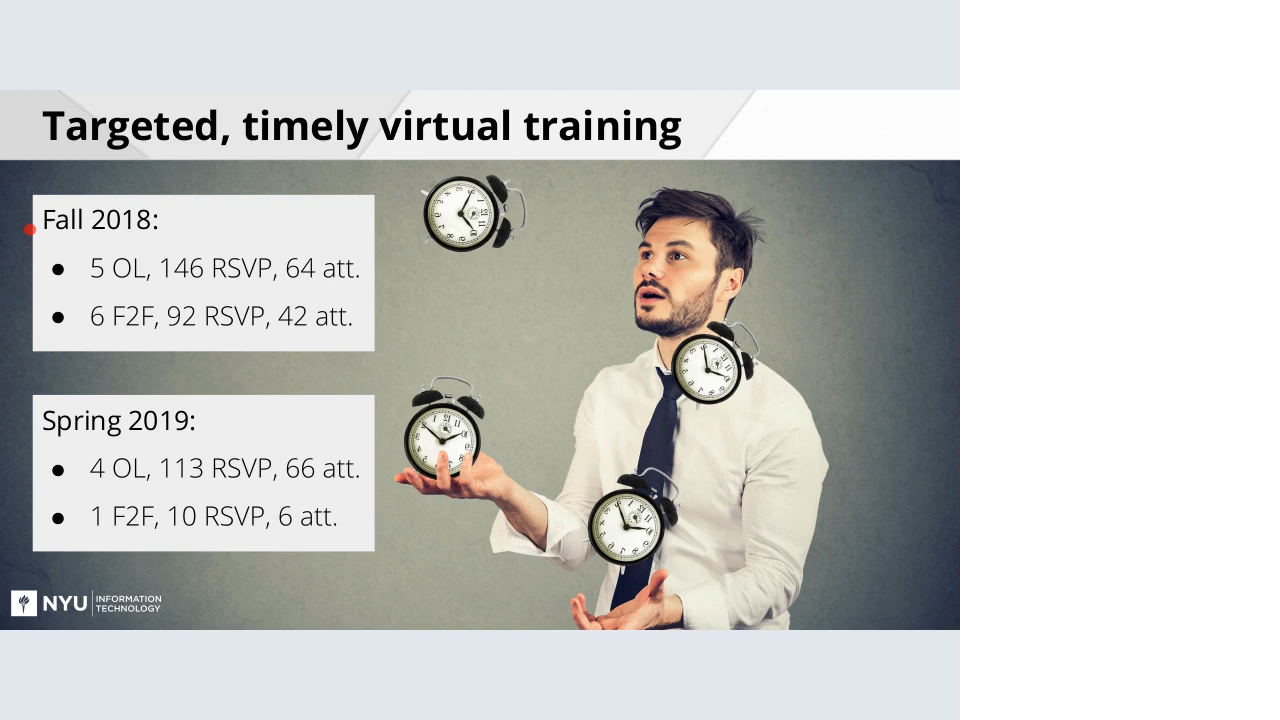 Targeted, timely virtual training
Fall 2018:
● 5 OL, 146 RSVP, 64 att.
● 6 F2F, 92 RSVP, 42 att.
Spring 2019:
● 4 OL, 113 RSVP, 66 att.
● 1 F2F, 10 RSVP, 6 att.
NYU INFORMATION
TECHNOLOGY